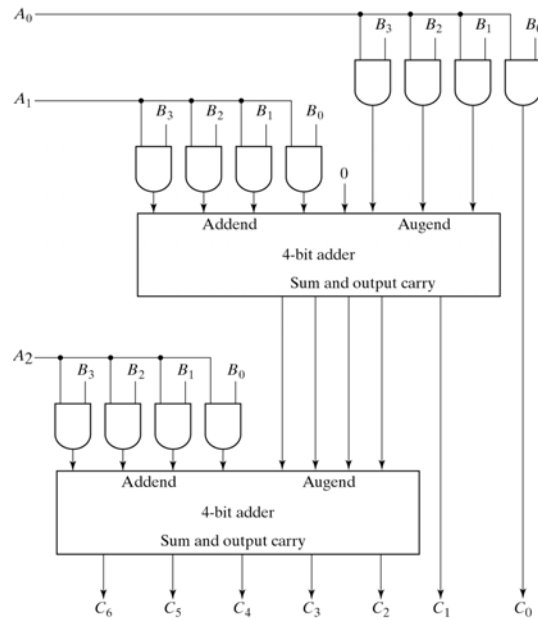 A0
B3 B2 B1 B0
A1
B3 B2 B1 B0
0
Addend Augend
4-bit adder
Sum and output carry
A2
B3 B2 B1 B0
Addend Augend
4-bit adder
Sum and output carry
C6 C5 C4 C3 C2 C1 C0